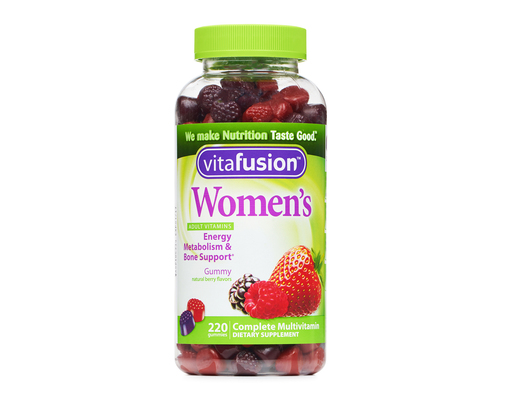 We make Nutrition Taste Good.™
vitafusion™
Women's
ADULT VITAMINS
Energy
Metabolism &
Bone Support*
Gummy
natural berry flavors
220
gummies
Complete Multivitamin
DIETARY SUPPLEMENT